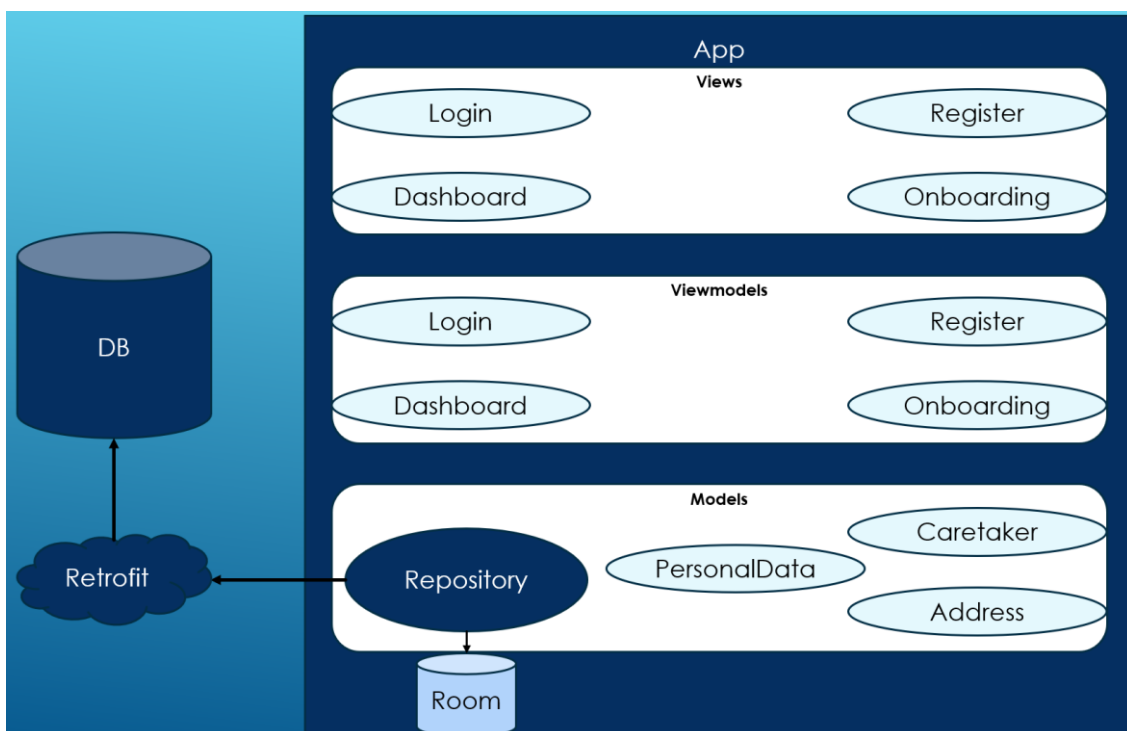 App
Views
Login
Register
Dashboard
Onboarding
Viewmodels
Login
Register
Dashboard
Onboarding
DB
Models
Caretaker
PersonalData
Repository
Retrofit
Address
Room